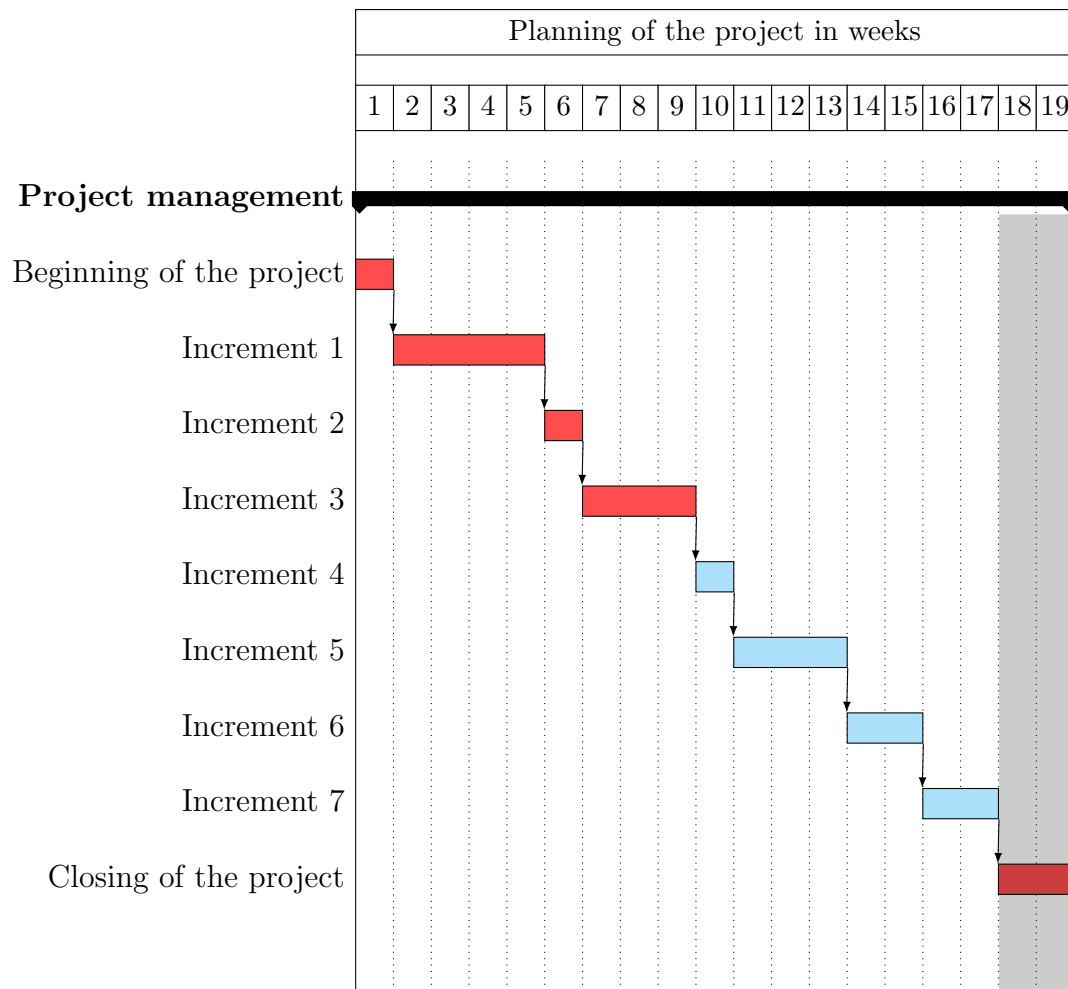 Planning of the project in weeks
1 2 3 4 5 6 7 8 9 10 11 12 13 14 15 16 17 18 19
Project management
Beginning of the project
Increment 1
Increment 2
Increment 3
Increment 4
Increment 5
Increment 6
Increment 7
Closing of the project